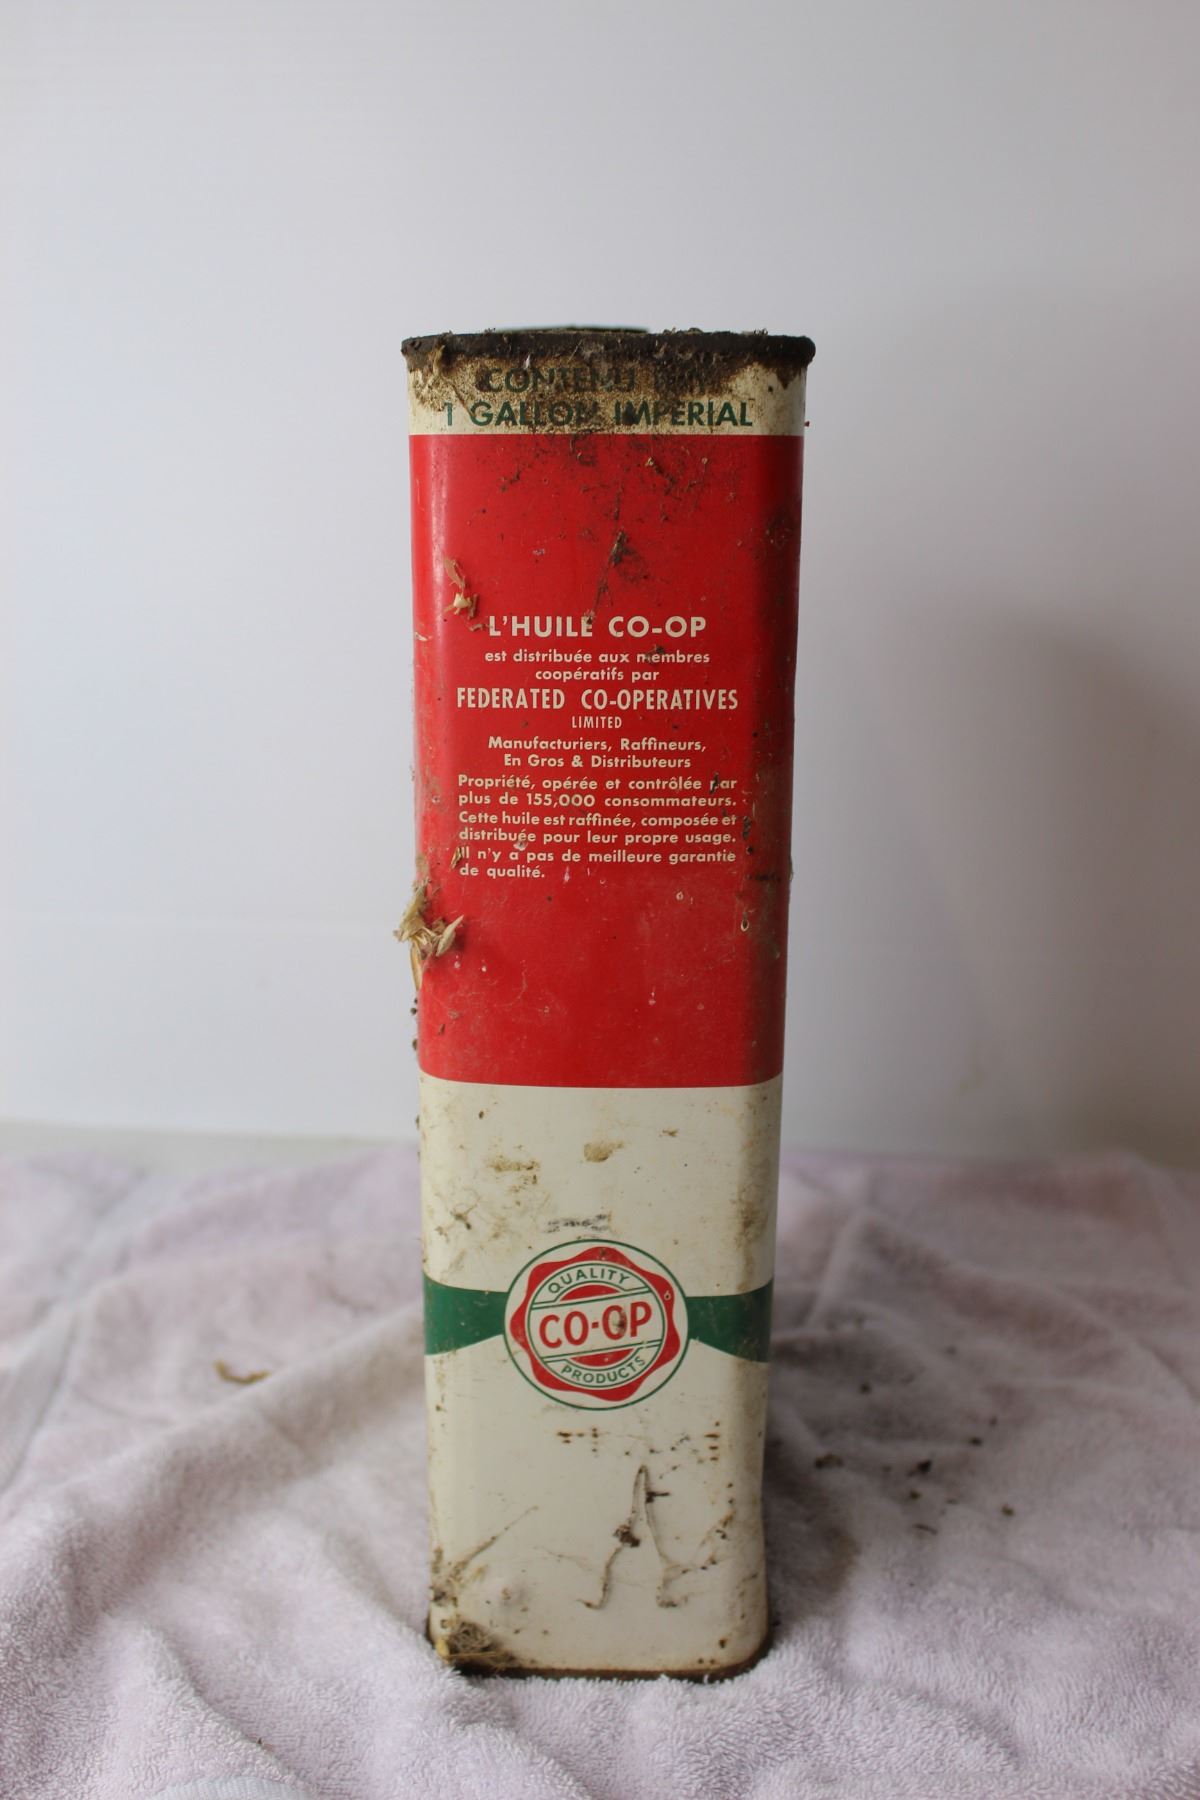 CONTENU
1 GALLON IMPERIAL
L'HUILE CO-OP
est distribuée aux membres
coopératifs par
FEDERATED CO-OPERATIVES
LIMITED
Manufacturiers, Raffineurs,
En Gros & Distributeurs
Propriété, opérée et contrôlée par
plus de 155,000 consommateurs.
Cette huile est raffinée, composée et
distribuée pour leur propre usage.
Il n'y a pas de meilleure garantie
de qualité.
QUALITY
CO-OP
PRODUCTS
6